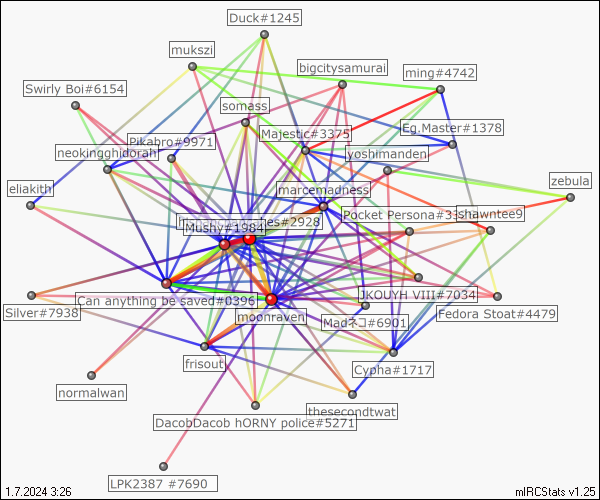 Duck#1245
mukszi
bigcitysamurai
ming#4742
Swirly Boi#6154
somass
Eg.Master#1378
Majestic#3375
Pikabro#9971
neokingghidorah
yoshimanden
zebula
eliakith
marcemadness
Pocket Persona#33
shawntee9
es#2928
Mushy#1984
JKOUYH VIII#7034
Can anything be saved#0396
Silver#7938
moonraven
Madネコ#6901
Fedora Stoat#4479
frisout
Cypha#1717
normalwan
thesecondtwat
DacobDacob hORNY police#5271
LPK2387 #7690
1.7.2024 3:26
mIRCStats v1.25